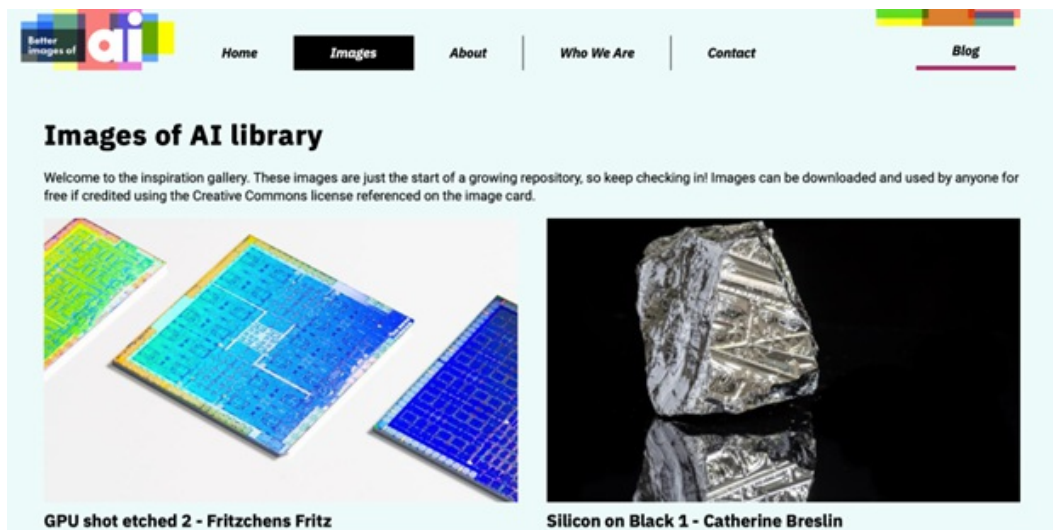 Better
images of
ai
Home
Images
About
Who We Are
Contact
Blog
Images of AI library
Welcome to the inspiration gallery. These images are just the start of a growing repository, so keep checking in! Images can be downloaded and used by anyone for
free if credited using the Creative Commons license referenced on the image card.
GPU shot etched 2 - Fritzchens Fritz
Silicon on Black 1 - Catherine Breslin